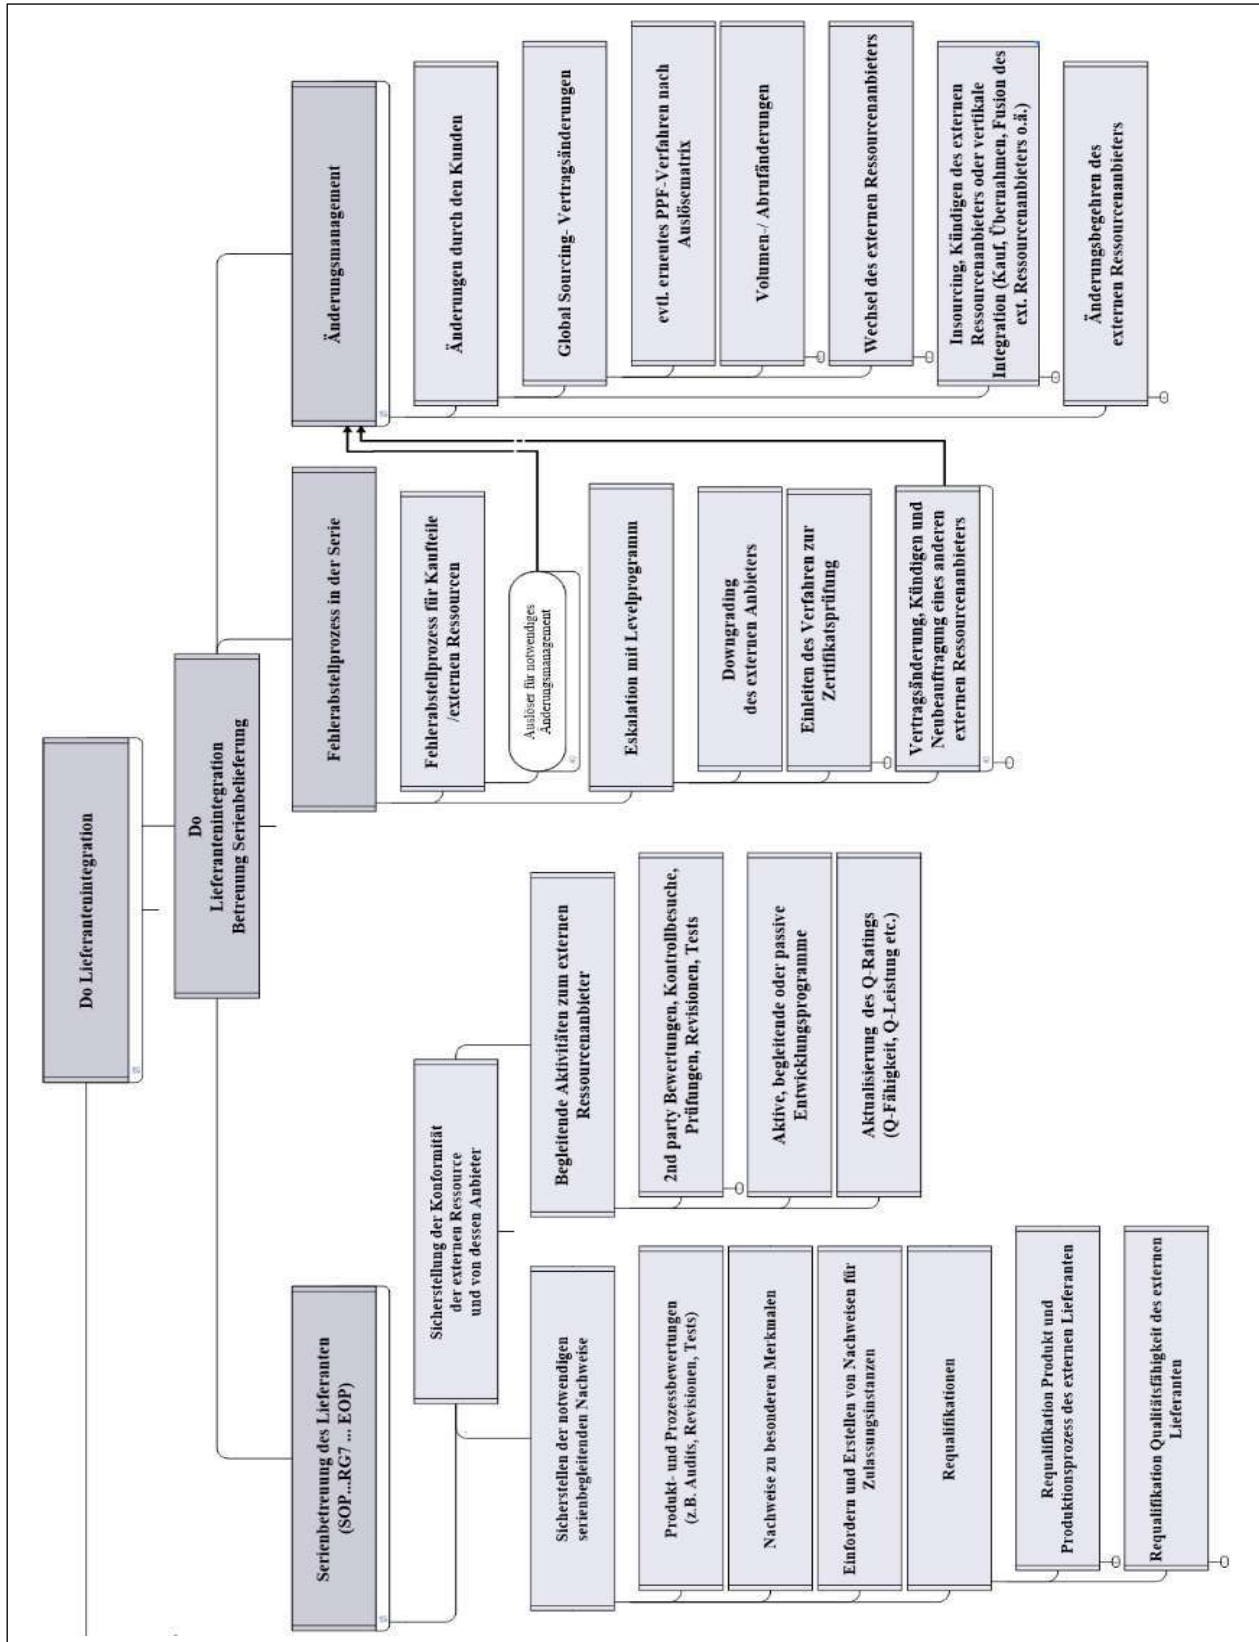 Do Lieferantenintegration
Do
Lieferantenintegration
Betreuung Serienbelieferung
Serienbetreuung des Lieferanten
(SOP...RG7 ... EOP)
Sicherstellung der Konformität
der externen Ressource
und von dessen Anbieter
Sicherstellen der notwendigen
serienbegleitenden Nachweise
Produkt- und Prozessbewertungen
(z.B. Audits, Revisionen, Tests)
Nachweise zu besonderen Merkmalen
Einfordern und Erstellen von Nachweisen für
Zulassungsinstanzen
Requalifikationen
Requalifikation Produkt und
Produktionsprozess des externen Lieferanten
Requalifikation Qualitätsfähigkeit des externen
Lieferanten
Begleitende Aktivitäten zum externen
Ressourcenanbieter
2nd party Bewertungen, Kontrollbesuche,
Prüfungen, Revisionen, Tests
Aktive, begleitende oder passive
Entwicklungsprogramme
Aktualisierung des Q-Ratings
(Q-Fähigkeit, Q-Leistung etc.)
Fehlerabstellprozess in der Serie
Fehlerabstellprozess für Kaufteile
/externen Ressourcen
Auslöser für notwendiges
Änderungsmanagement
Eskalation mit Levelprogramm
Downgrading
des externen Anbieters
Einleiten des Verfahren zur
Zertifikatsprüfung
Vertragsänderung, Kündigen und
Neubeauftragung eines anderen
externen Ressourcenanbieters
Änderungsmanagement
Änderungen durch den Kunden
Global Sourcing- Vertragsänderungen
evtl. erneutes PPF-Verfahren nach
Auslösematrix
Volumen-/ Abrufänderungen
Wechsel des externen Ressourcenanbieters
Insourcing, Kündigen des externen
Ressourcenanbieters oder vertikale
Integration (Kauf, Übernahmen, Fusion des
ext. Ressourcenanbieters o.ä.)
Änderungsbegehren des
externen Ressourcenanbieters